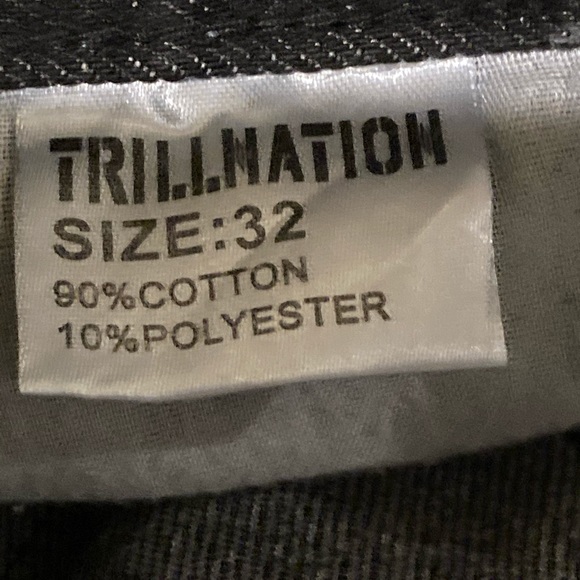 TRILLNATION
SIZE:32
90%COTTON
10%POLYESTER